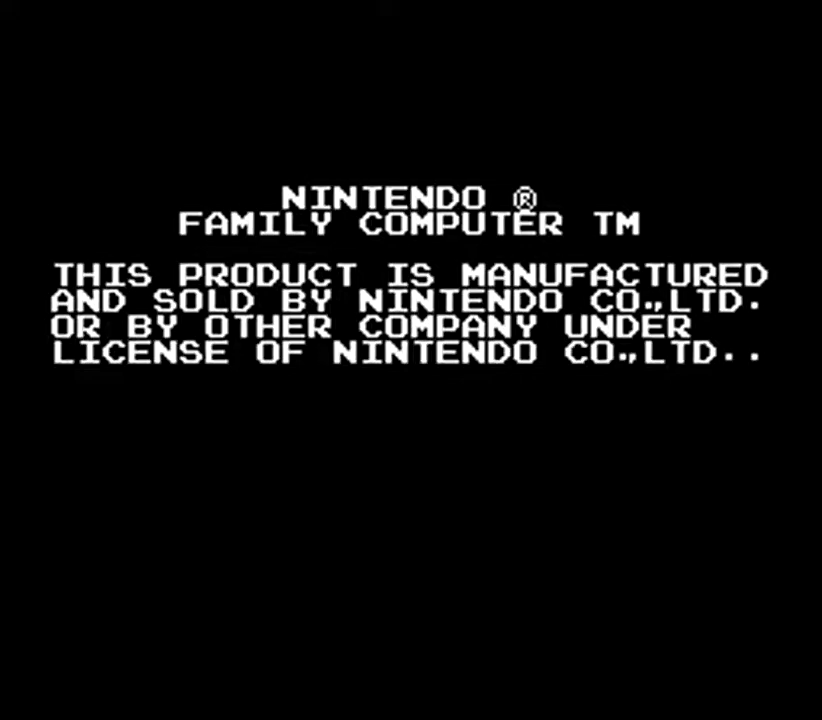 NINTENDO ®
FAMILY COMPUTER TM
THIS PRODUCT IS MANUFACTURED
AND SOLD BY NINTENDO CO.,LTD.
OR BY OTHER COMPANY UNDER
LICENSE OF NINTENDO CO.,LTD..